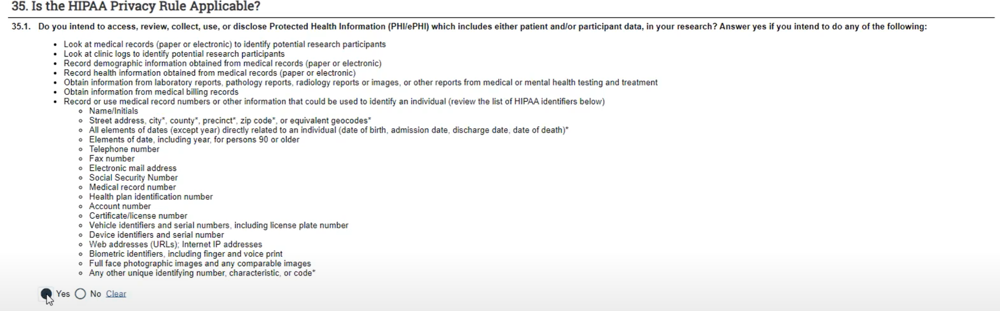 35. Is the HIPAA Privacy Rule Applicable?
35.1. Do you intend to access, review, collect, use, or disclose Protected Health Information (PHI/ePHI) which includes either patient and/or participant data, in your research? Answer yes if you intend to do any of the following:
• Look at medical records (paper or electronic) to identify potential research participants
• Look at clinic logs to identify potential research participants
• Record demographic information obtained from medical records (paper or electronic)
• Record health information obtained from medical records (paper or electronic)
• Obtain information from laboratory reports, pathology reports, radiology reports or images, or other reports from medical or mental health testing and treatment
• Obtain information from medical billing records
• Record or use medical record numbers or other information that could be used to identify an individual (review the list of HIPAA identifiers below)
◦ Name/Initials
◦ Street address, city*, county*, precinct*, zip code*, or equivalent geocodes*
◦ All elements of dates (except year) directly related to an individual (date of birth, admission date, discharge date, date of death)*
◦ Elements of date, including year, for persons 90 or older
◦ Telephone number
◦ Fax number
◦ Electronic mail address
◦ Social Security Number
◦ Medical record number
◦ Health plan identification number
◦ Account number
◦ Certificate/license number
◦ Vehicle identifiers and serial numbers, including license plate number
◦ Device identifiers and serial number
◦ Web addresses (URLs); Internet IP addresses
◦ Biometric identifiers, including finger and voice print
◦ Full face photographic images and any comparable images
◦ Any other unique identifying number, characteristic, or code*
Yes No Clear